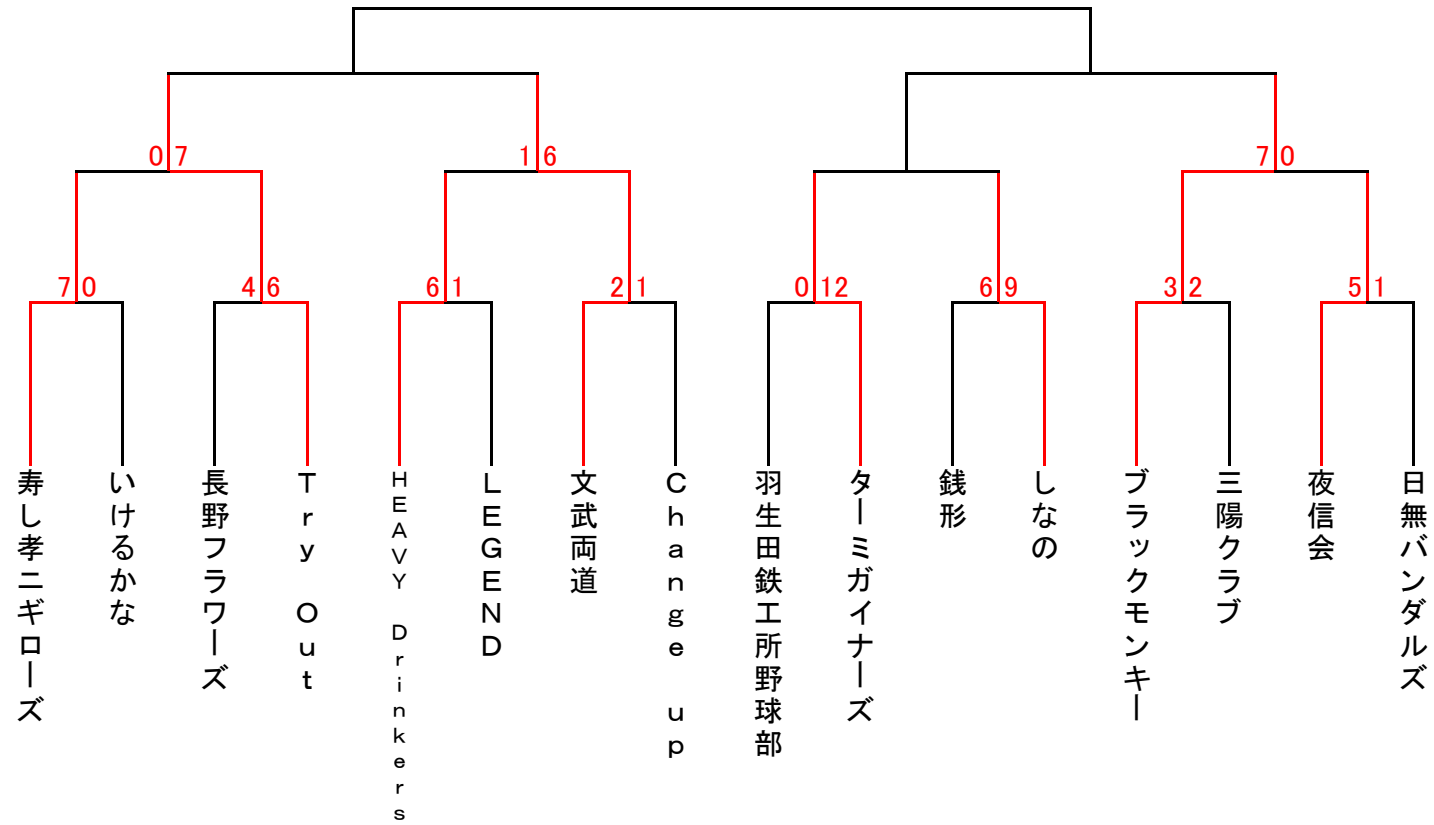 0 7
1 6
7 0
7 0
4 6
6 1
2 1
0 12
6 9
3 2
5 1
寿し孝ニギローズ
いけるかな
長野フラワーズ
Try Out
HEAVY Drinkers
LEGEND
文武両道
Change up
羽生田鉄工所野球部
ターミガイナーズ
銭形
しなの
ブラックモンキー
三陽クラブ
夜信会
日無バンダルズ